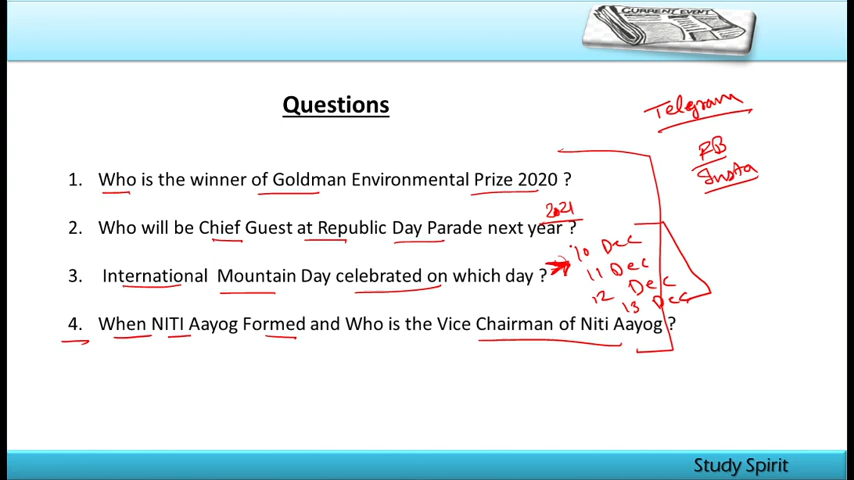 CURRENT EVENT
Questions
Telegram
FB
Insta
1. Who is the winner of Goldman Environmental Prize 2020 ?
2021
2. Who will be Chief Guest at Republic Day Parade next year ?
10 Dec
3. International Mountain Day celebrated on which day ?
11 Dec
12 Dec
13 Dec
4. When NITI Aayog Formed and Who is the Vice Chairman of Niti Aayog ?
Study Spirit